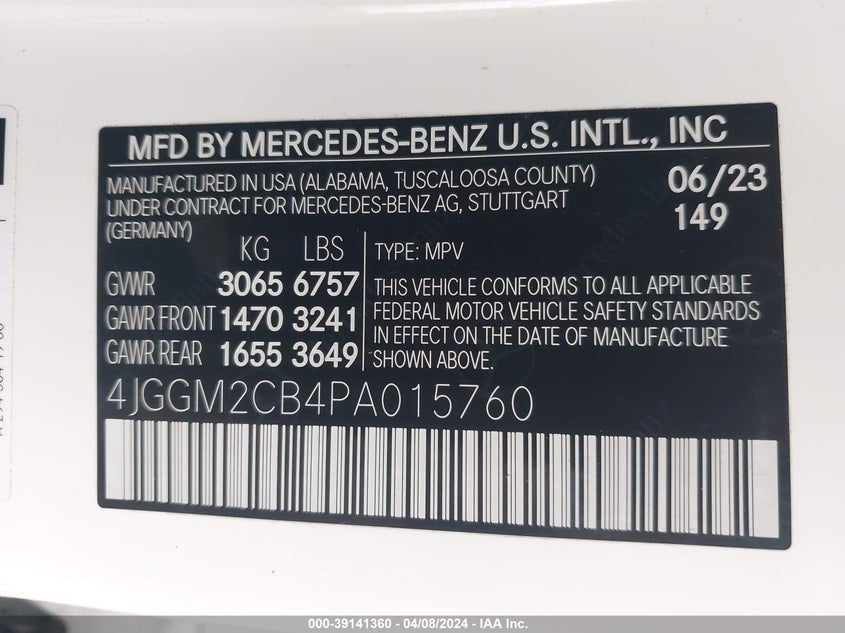 MFD BY MERCEDES-BENZ U.S. INTL., INC
MANUFACTURED IN USA (ALABAMA, TUSCALOOSA COUNTY)
UNDER CONTRACT FOR MERCEDES-BENZ AG, STUTTGART
(GERMANY)
06/23
149
KG LBS
GVWR 3065 6757
GAWR FRONT 1470 3241
GAWR REAR 1655 3649
TYPE: MPV
THIS VEHICLE CONFORMS TO ALL APPLICABLE
FEDERAL MOTOR VEHICLE SAFETY STANDARDS
IN EFFECT ON THE DATE OF MANUFACTURE
SHOWN ABOVE.
4JGGM2CB4PA015760
000-39141360 - 04/08/2024 - IAA Inc.